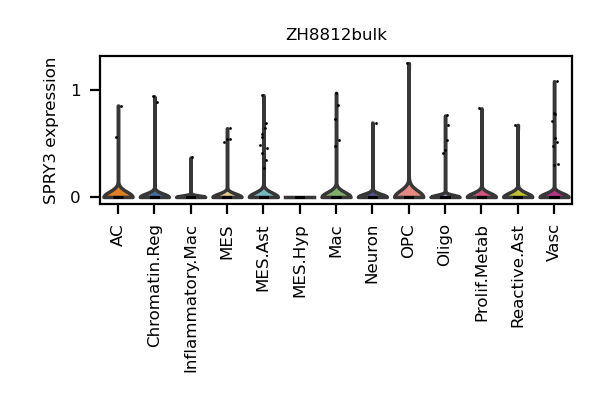 ZH8812bulk
SPRY3 expression
1
0
AC
Chromatin.Reg
Inflammatory.Mac
MES
MES.Ast
MES.Hyp
Mac
Neuron
OPC
Oligo
Prolif.Metab
Reactive.Ast
Vasc